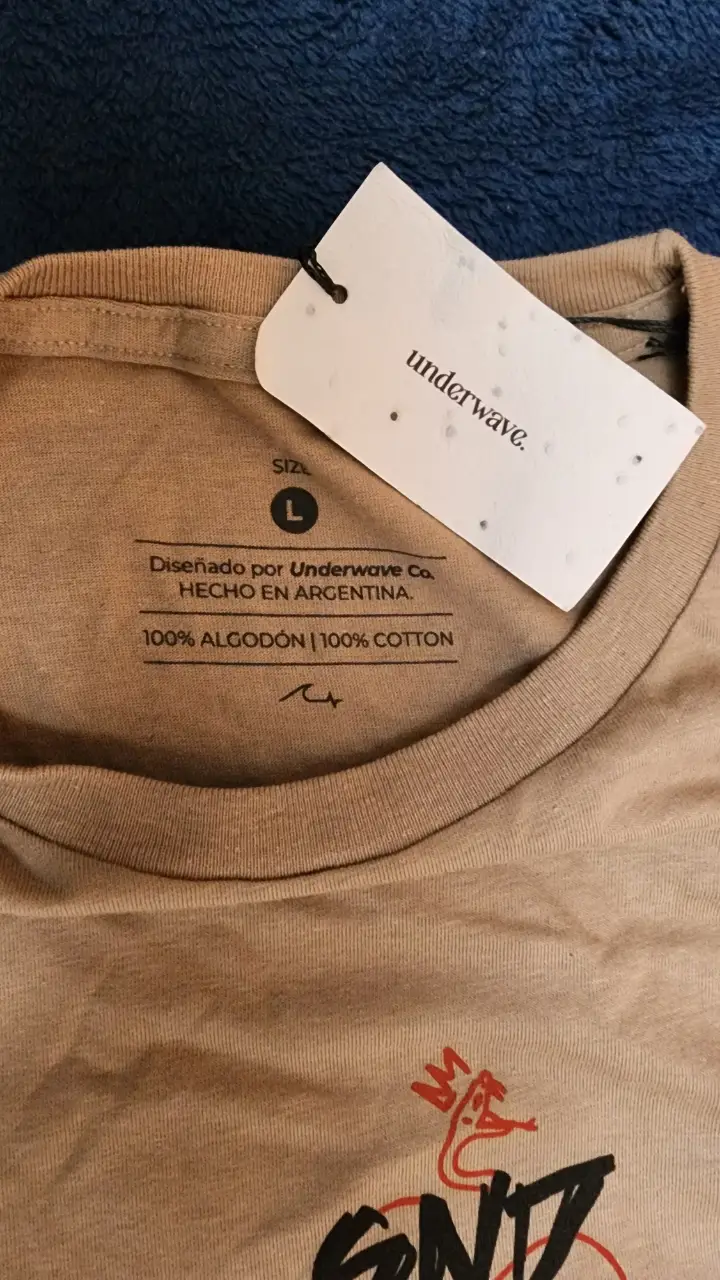 underwave.
SIZE
L
Diseñado por Underwave Co.
HECHO EN ARGENTINA.
100% ALGODÓN | 100% COTTON